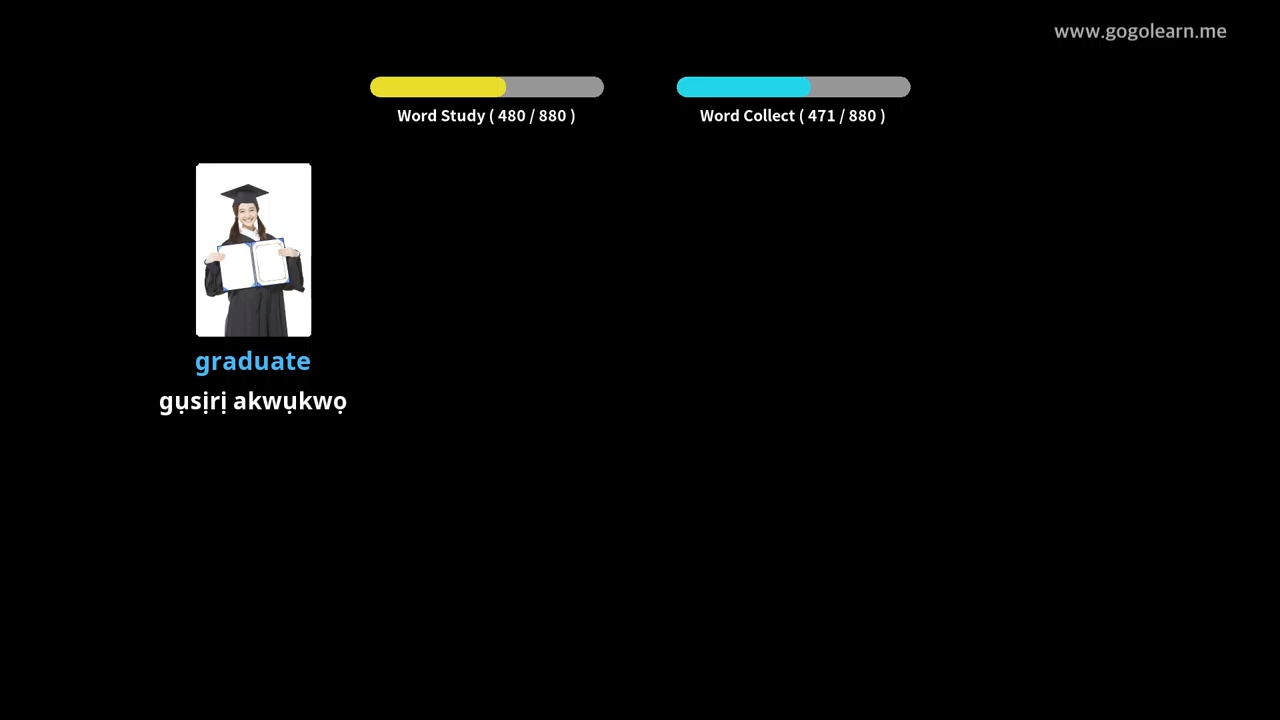 www.gogolearn.me
Word Study ( 480 / 880 )
Word Collect ( 471 / 880 )
graduate
gụsịrị akwụkwọ